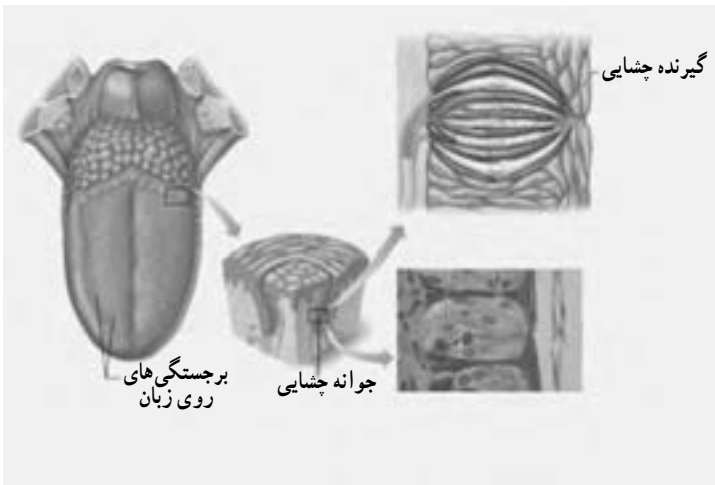 گیرنده چشایی
جوانه چشایی
برجستگی‌های
روی زبان